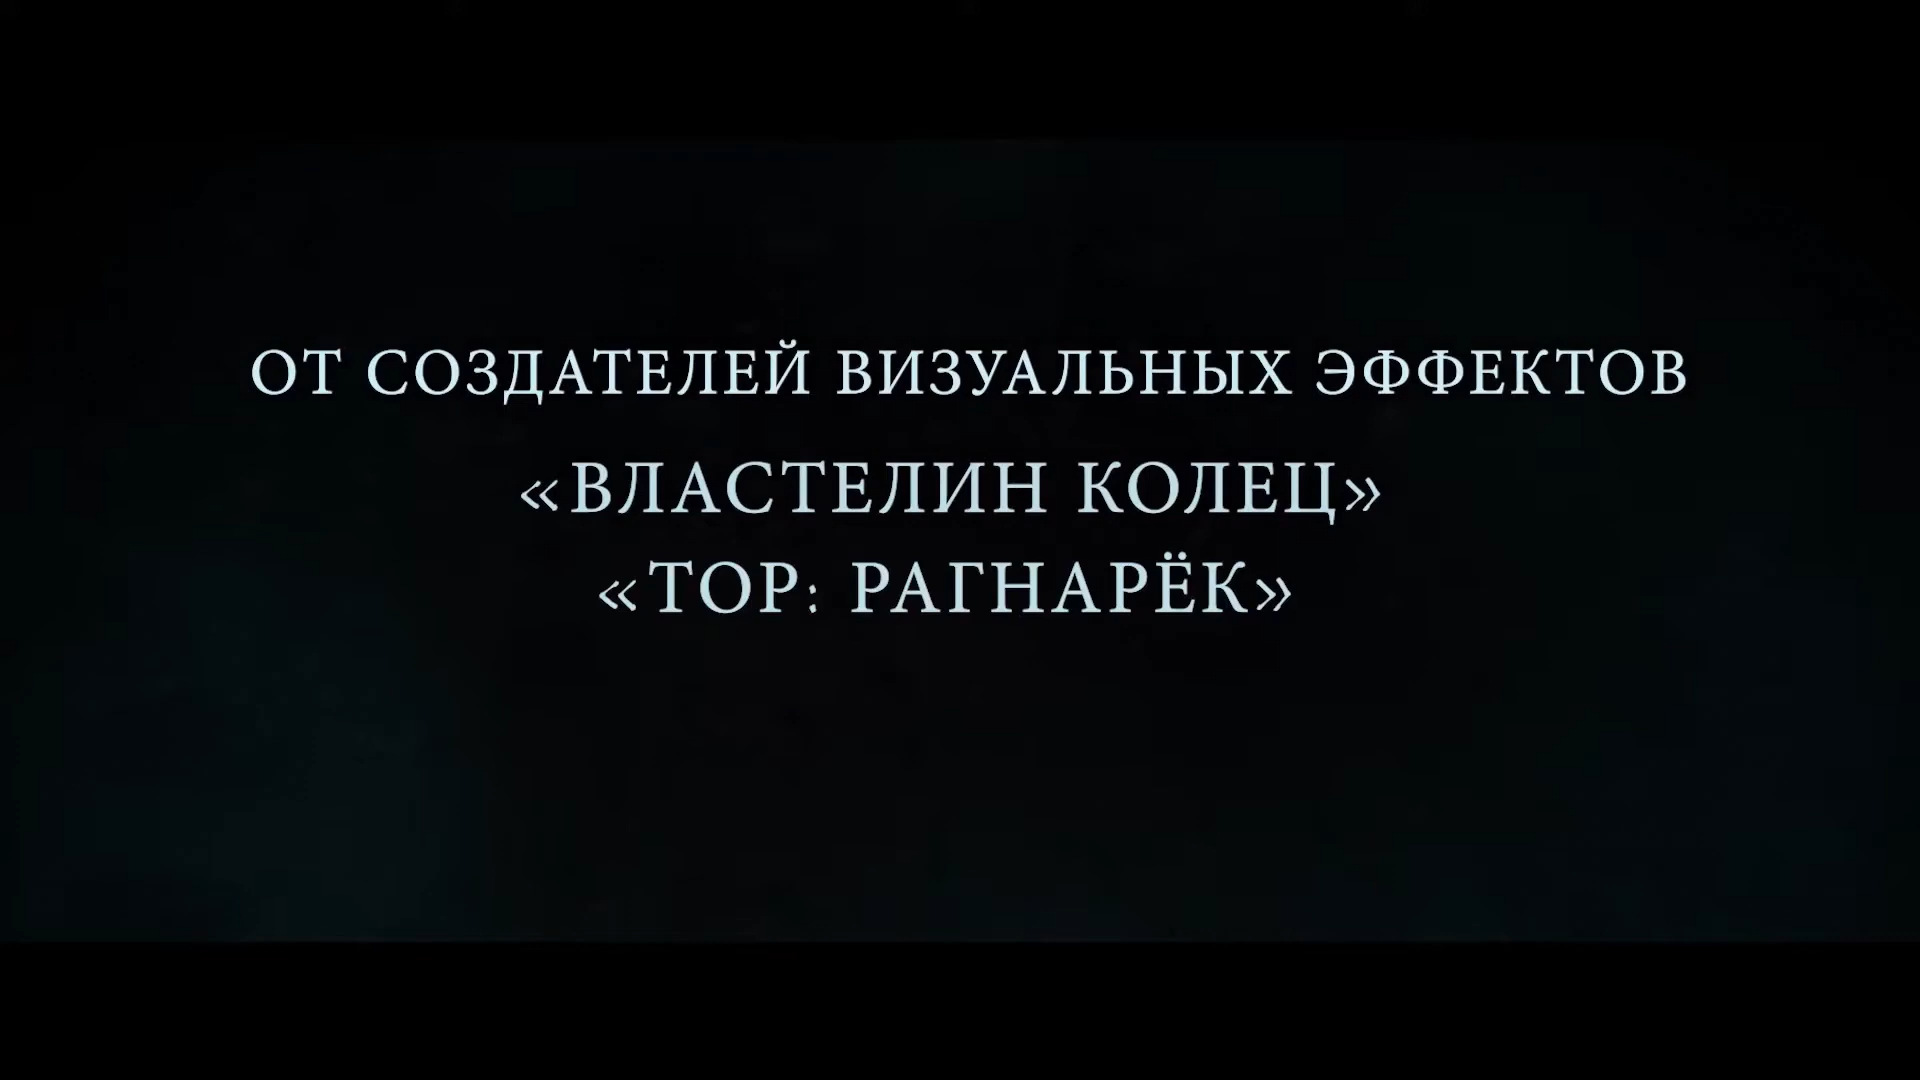 ОТ СОЗДАТЕЛЕЙ ВИЗУАЛЬНЫХ ЭФФЕКТОВ
«ВЛАСТЕЛИН КОЛЕЦ»
«ТОР: РАГНАРЁК»